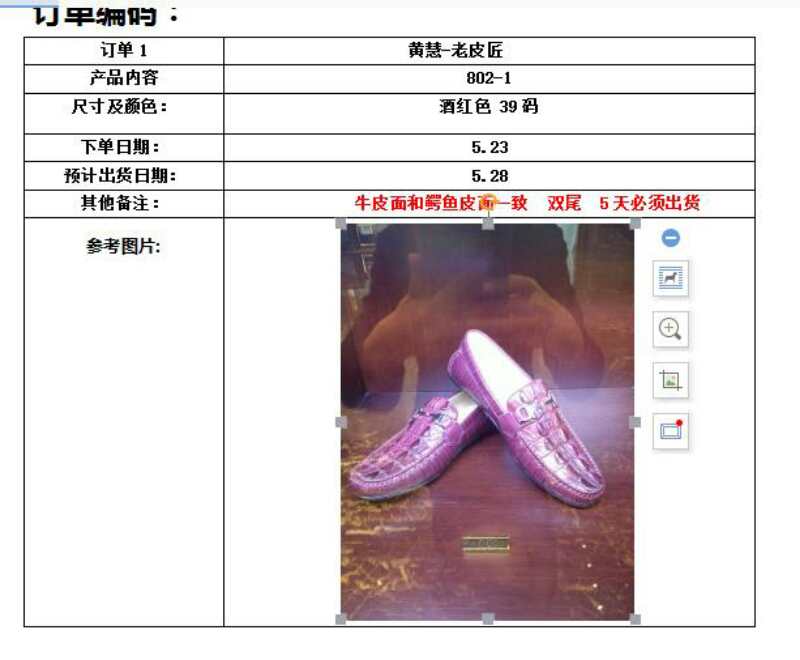 订单编码：
订单 1 黄慧-老皮匠
产品内容 802-1
尺寸及颜色： 酒红色 39 码
下单日期： 5.23
预计出货日期： 5.28
其他备注： 牛皮面和鳄鱼皮面一致 双尾 5 天必须出货
参考图片: